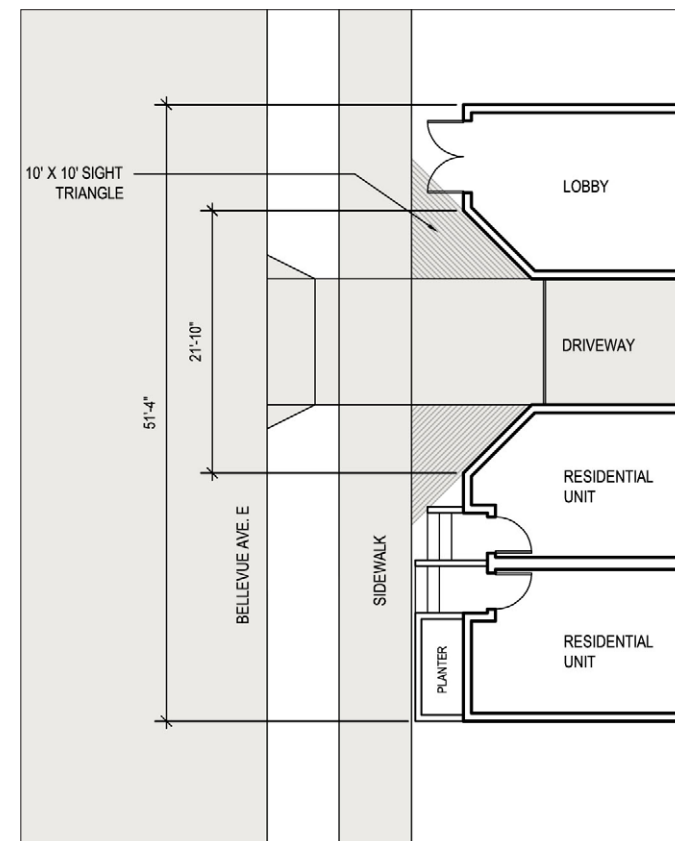 10' X 10' SIGHT
TRIANGLE
LOBBY
21'-10"
DRIVEWAY
51'-4"
RESIDENTIAL
UNIT
BELLEVUE AVE. E
SIDEWALK
PLANTER
RESIDENTIAL
UNIT